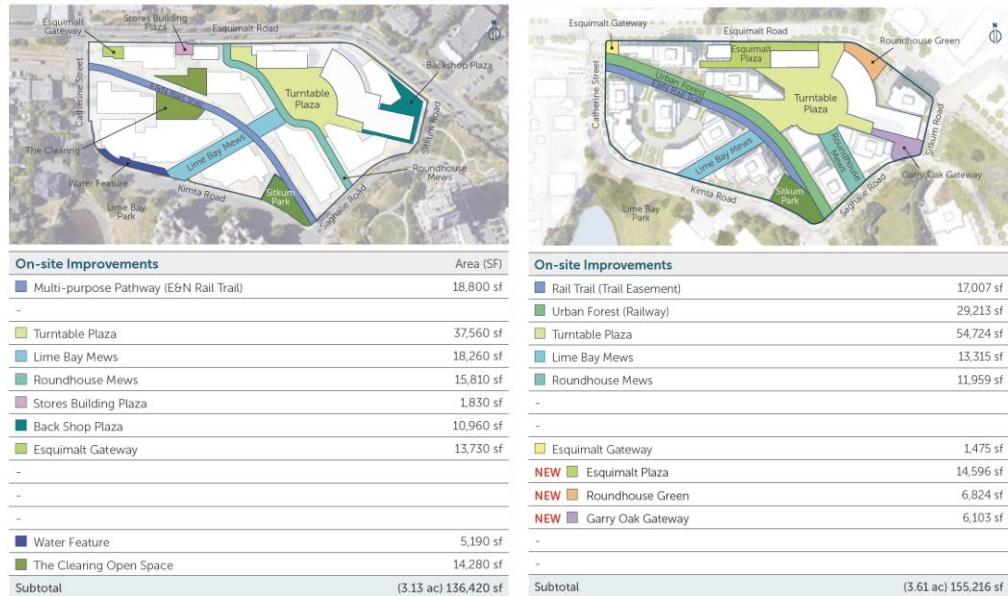 Esquimalt
Gateway
Stores Building
Plaza
Esquimalt Road
N
Backshop Plaza
Catherine Street
E&N Rail Trail
Turntable
Plaza
Sitkum Road
The Clearing
Lime Bay Mews
Water Feature
Kimta Road
Sitkum
Park
Roundhouse
Mews
Lime Bay
Park
Saghalie Road
On-site Improvements Area (SF)
Multi-purpose Pathway (E&N Rail Trail) 18,800 sf
-
Turntable Plaza 37,560 sf
Lime Bay Mews 18,260 sf
Roundhouse Mews 15,810 sf
Stores Building Plaza 1,830 sf
Back Shop Plaza 10,960 sf
Esquimalt Gateway 13,730 sf
-
-
-
Water Feature 5,190 sf
The Clearing Open Space 14,280 sf
Subtotal (3.13 ac) 136,420 sf
Esquimalt Gateway
Esquimalt Road
N
Roundhouse Green
Esquimalt
Plaza
Catherine Street
Urban Forest
E&N Rail Trail
Turntable
Plaza
Sitkum Road
Lime Bay Mews
Roundhouse
Mews
Garry Oak Gateway
Kimta Road
Sitkum
Park
Saghalie Road
Lime Bay
Park
On-site Improvements
Rail Trail (Trail Easement) 17,007 sf
Urban Forest (Railway) 29,213 sf
Turntable Plaza 54,724 sf
Lime Bay Mews 13,315 sf
Roundhouse Mews 11,959 sf
-
-
Esquimalt Gateway 1,475 sf
NEW Esquimalt Plaza 14,596 sf
NEW Roundhouse Green 6,824 sf
NEW Garry Oak Gateway 6,103 sf
-
-
Subtotal (3.61 ac) 155,216 sf